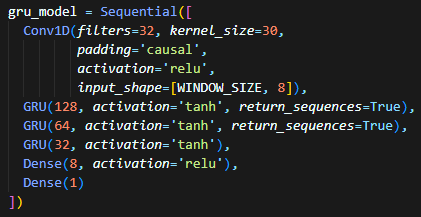 gru_model = Sequential([
  Conv1D(filters=32, kernel_size=30,
         padding='causal',
         activation='relu',
         input_shape=[WINDOW_SIZE, 8]),
  GRU(128, activation='tanh', return_sequences=True),
  GRU(64, activation='tanh', return_sequences=True),
  GRU(32, activation='tanh'),
  Dense(8, activation='relu'),
  Dense(1)
])